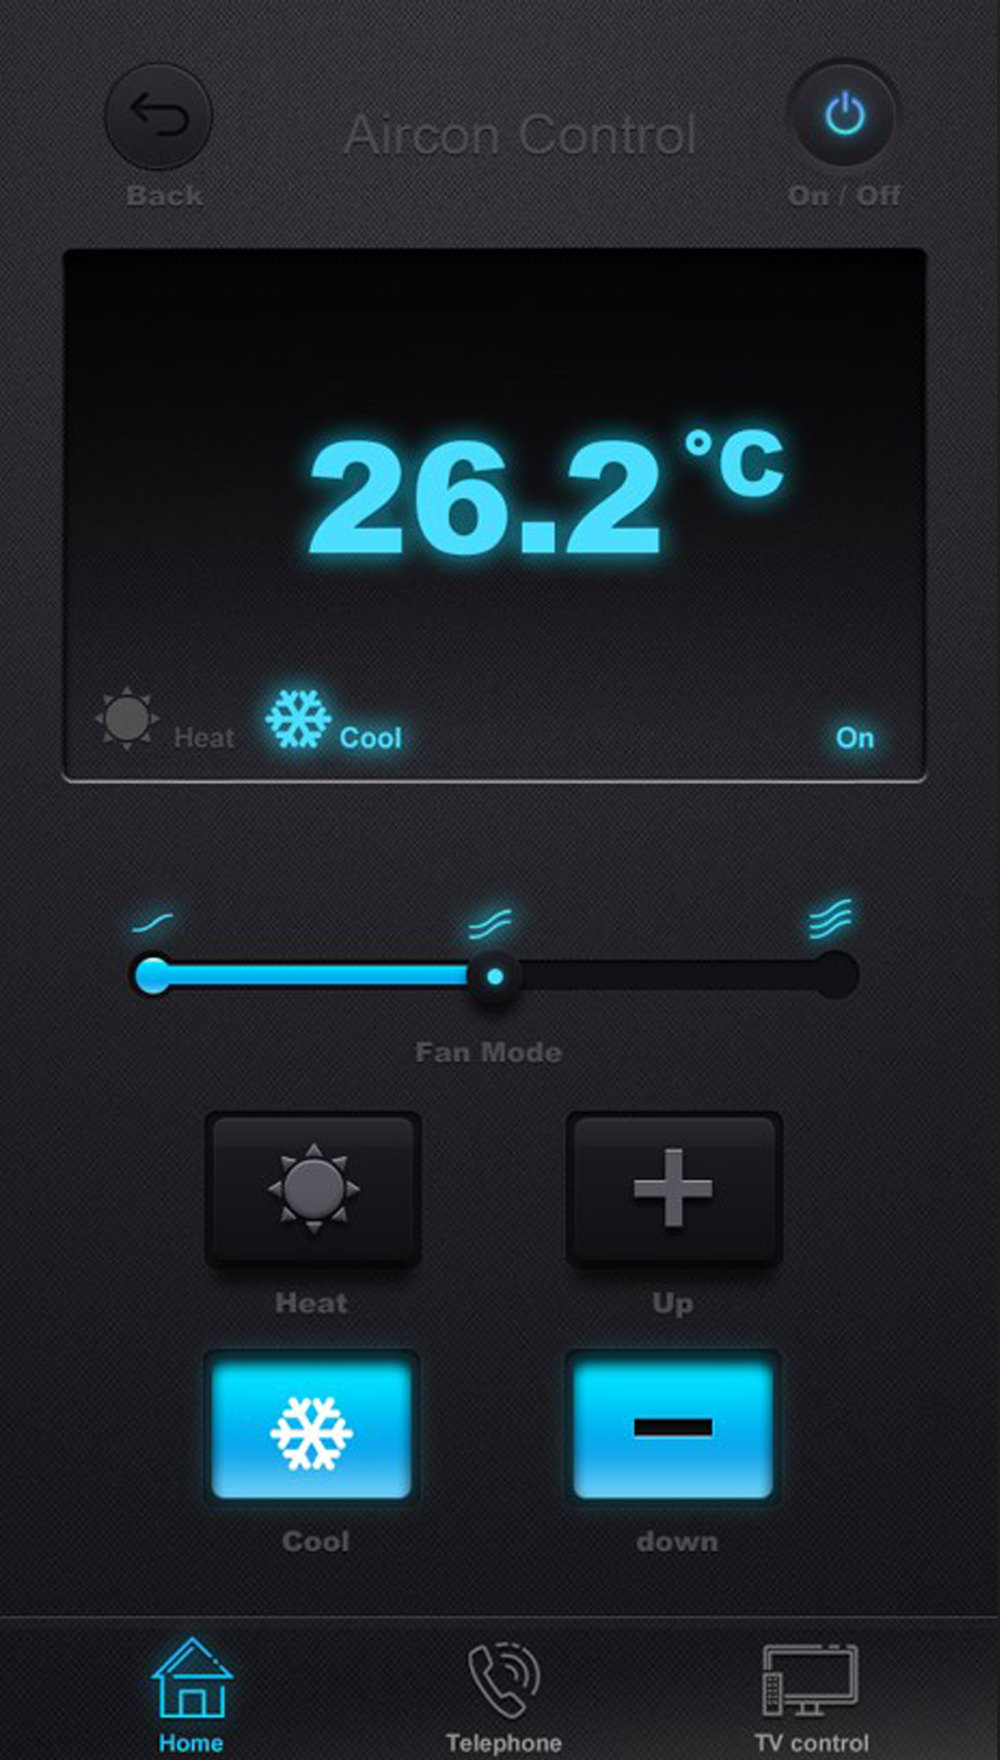 Aircon Control
Back
On / Off
26.2 °C
Heat
Cool
On
Fan Mode
Heat
Up
Cool
down
Home
Telephone
TV control